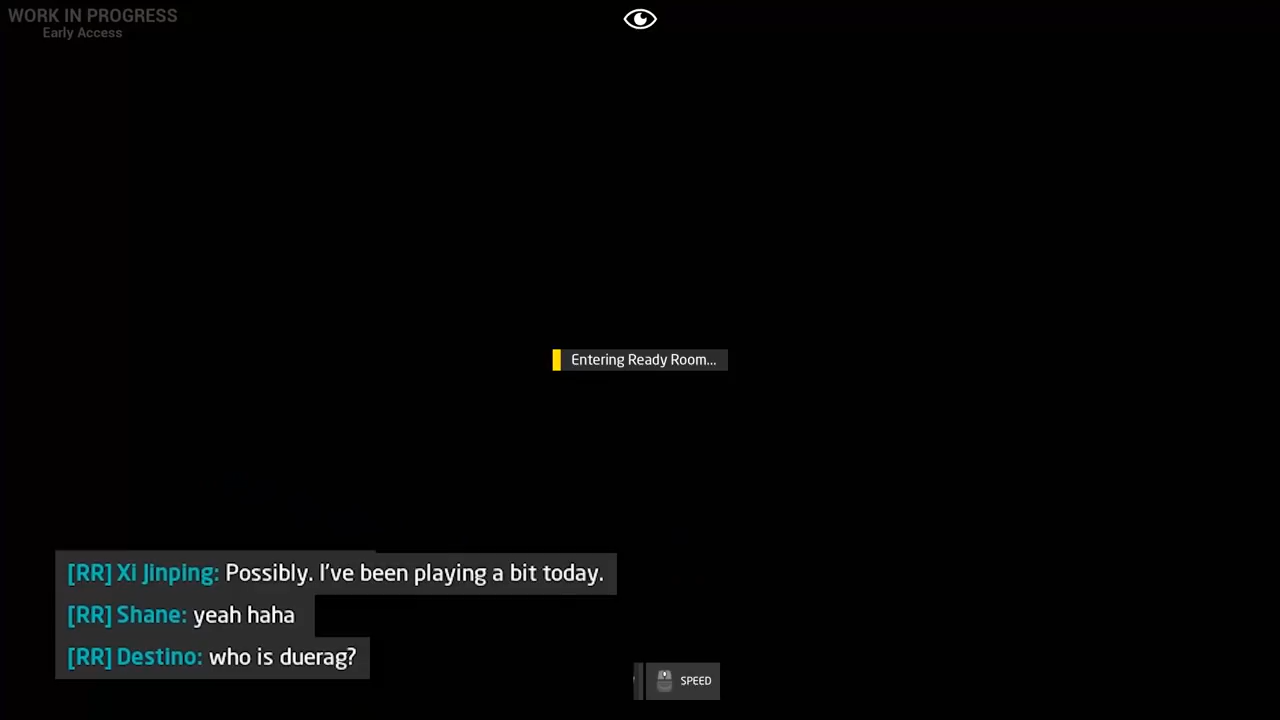 WORK IN PROGRESS
Early Access
Entering Ready Room...
[RR] Xi Jinping: Possibly. I've been playing a bit today.
[RR] Shane: yeah haha
[RR] Destino: who is duerag?
SPEED